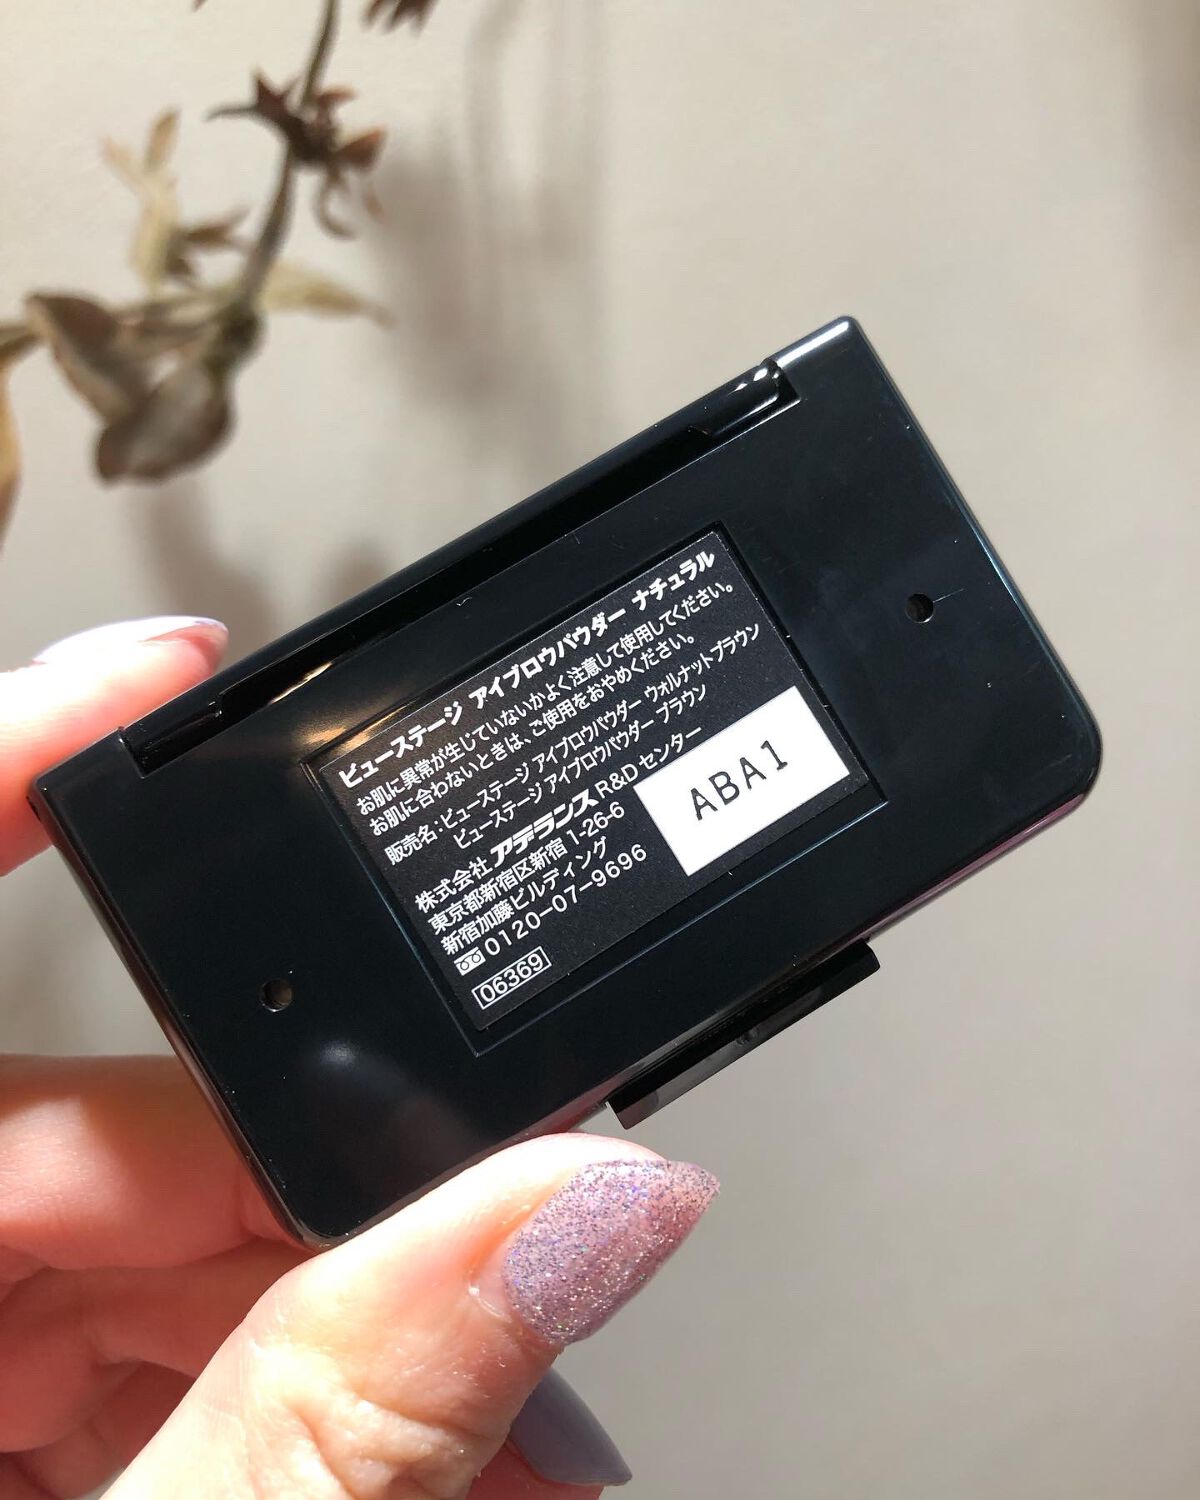 ビューステージ アイブロウパウダー ナチュラル
お肌に異常が生じていないかよく注意して使用してください。
お肌に合わないときは、ご使用をおやめください。
販売名：ビューステージ アイブロウパウダー ウォルナットブラウン
ビューステージ アイブロウパウダー ブラウン
株式会社 アデランス R&Dセンター
東京都新宿区新宿1-26-6
新宿加藤ビルディング
0120-07-9696
06369
ABA1